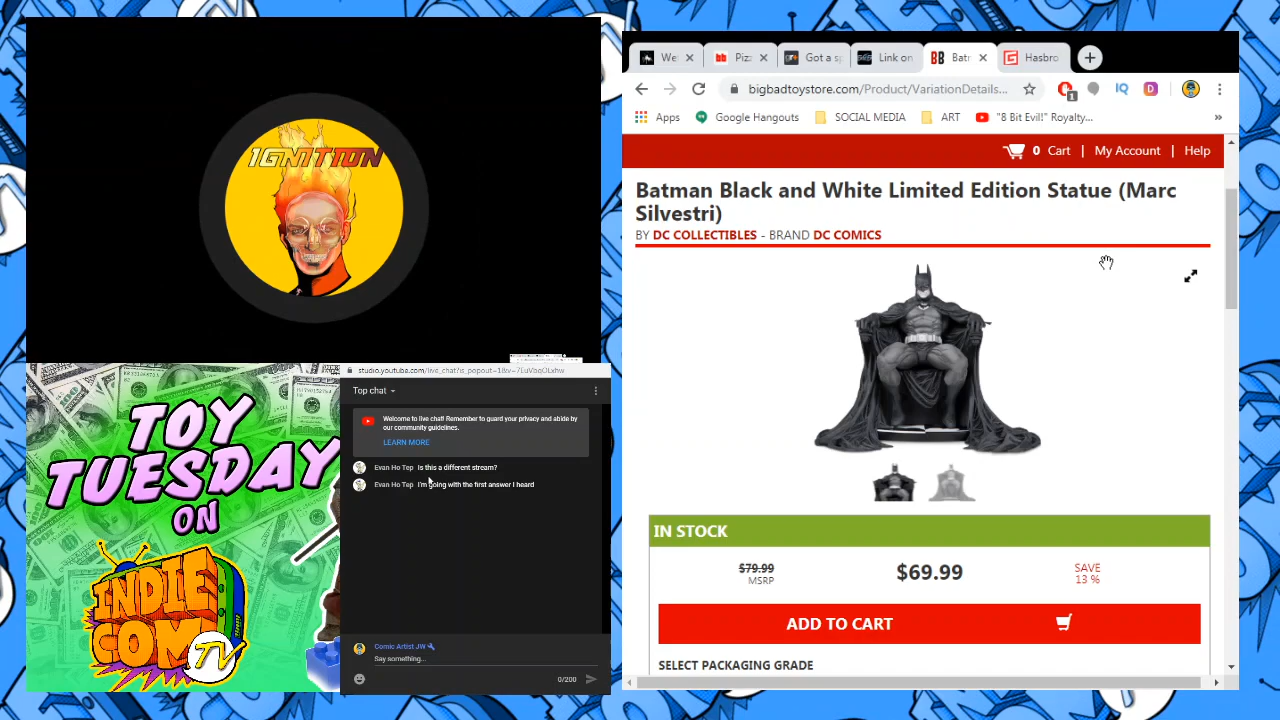 IGNITION
TOY
TUESDAY
ON
INDIE
COM
TV
studio.youtube.com/live_chat?is_popout=1&v=7EuVbqOLxhw
Top chat
Welcome to live chat! Remember to guard your privacy and abide by
our community guidelines.
LEARN MORE
Evan Ho Tep Is this a different stream?
Evan Ho Tep I'm going with the first answer I heard
Comic Artist JW
Say something...
0/200
We
Pizz
Got a sp
Link on
Batm
Hasbro
bigbadtoystore.com/Product/VariationDetails...
1
Apps
Google Hangouts
SOCIAL MEDIA
ART
"8 Bit Evil!" Royalty...
0 Cart | My Account | Help
Batman Black and White Limited Edition Statue (Marc
Silvestri)
BY DC COLLECTIBLES - BRAND DC COMICS
IN STOCK
$79.99
MSRP
$69.99
SAVE
13 %
ADD TO CART
SELECT PACKAGING GRADE